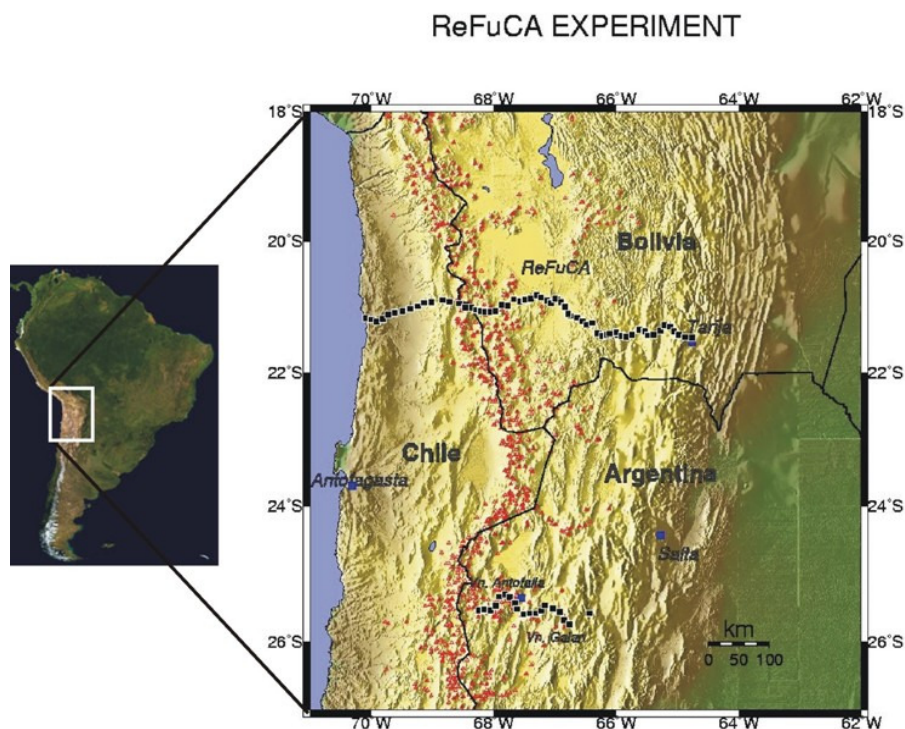 ReFuCA EXPERIMENT
70°W 68°W 66°W 64°W 62°W
18°S 18°S
20°S 20°S
Bolivia
ReFuCA
Tarija
22°S 22°S
Chile
Argentina
Antofagasta
24°S 24°S
Salta
Vn. Antofalla
Vn. Galan
km
0 50 100
26°S 26°S
70°W 68°W 66°W 64°W 62°W